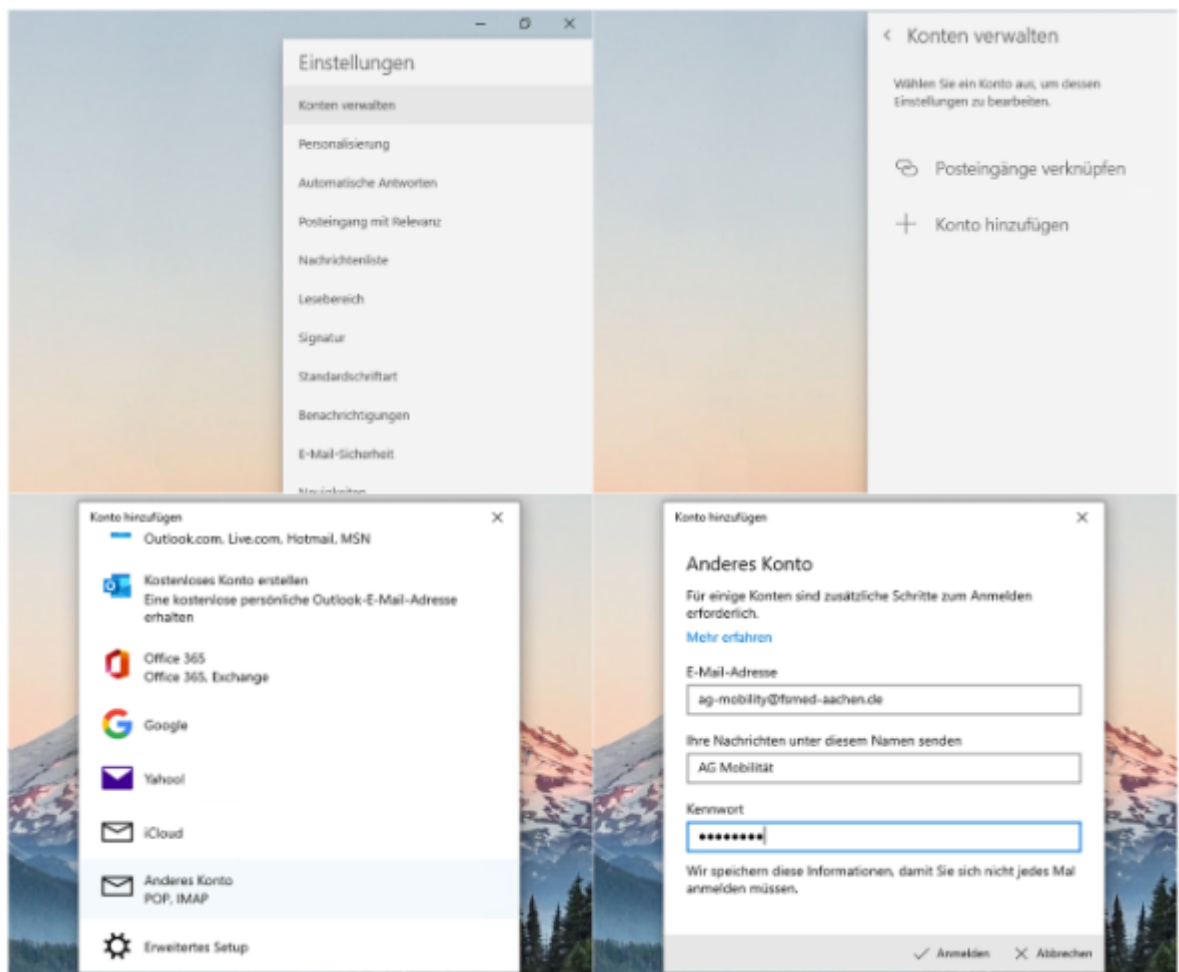 Einstellungen
Konten verwalten
Personalisierung
Automatische Antworten
Posteingang mit Relevanz
Nachrichtenliste
Lesebereich
Signatur
Standardschriftart
Benachrichtigungen
E-Mail-Sicherheit
Neuigkeiten
Konten verwalten
Wählen Sie ein Konto aus, um dessen
Einstellungen zu bearbeiten.
Posteingänge verknüpfen
Konto hinzufügen
Konto hinzufügen
Outlook.com, Live.com, Hotmail, MSN
Kostenloses Konto erstellen
Eine kostenlose persönliche Outlook-E-Mail-Adresse
erhalten
Office 365
Office 365, Exchange
Google
Yahoo!
iCloud
Anderes Konto
POP, IMAP
Erweitertes Setup
Konto hinzufügen
Anderes Konto
Für einige Konten sind zusätzliche Schritte zum Anmelden
erforderlich.
Mehr erfahren
E-Mail-Adresse
ag-mobility@fsmed-aachen.de
Ihre Nachrichten unter diesem Namen senden
AG Mobilität
Kennwort
Wir speichern diese Informationen, damit Sie sich nicht jedes Mal
anmelden müssen.
Anmelden Abbrechen